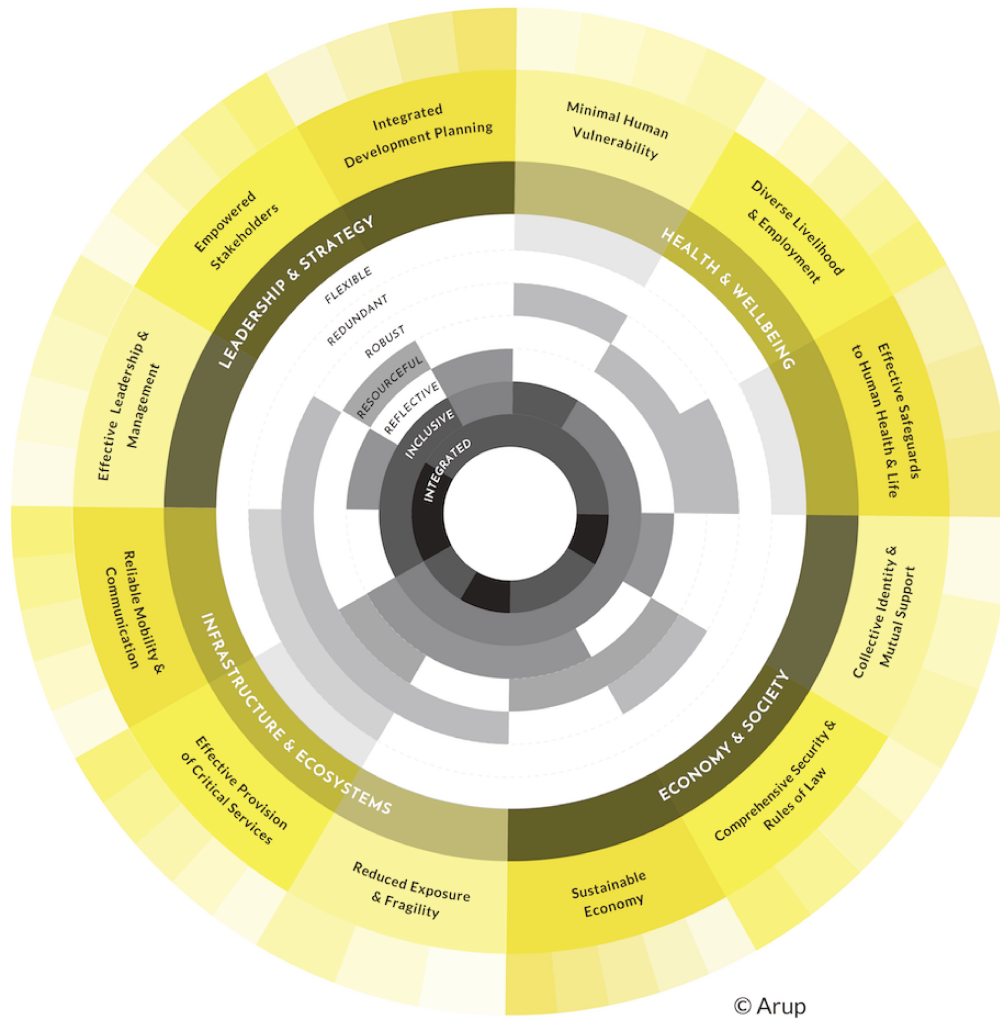 Integrated
Development Planning
Minimal Human
Vulnerability
Empowered
Stakeholders
Diverse Livelihood
& Employment
LEADERSHIP & STRATEGY
HEALTH & WELLBEING
FLEXIBLE
REDUNDANT
ROBUST
RESOURCEFUL
REFLECTIVE
INCLUSIVE
INTEGRATED
Effective Leadership &
Management
Effective Safeguards
to Human Health & Life
Reliable Mobility &
Communication
Collective Identity &
Mutual Support
INFRASTRUCTURE & ECOSYSTEMS
ECONOMY & SOCIETY
Effective Provision
of Critical Services
Comprehensive Security &
Rules of Law
Reduced Exposure
& Fragility
Sustainable
Economy
© Arup